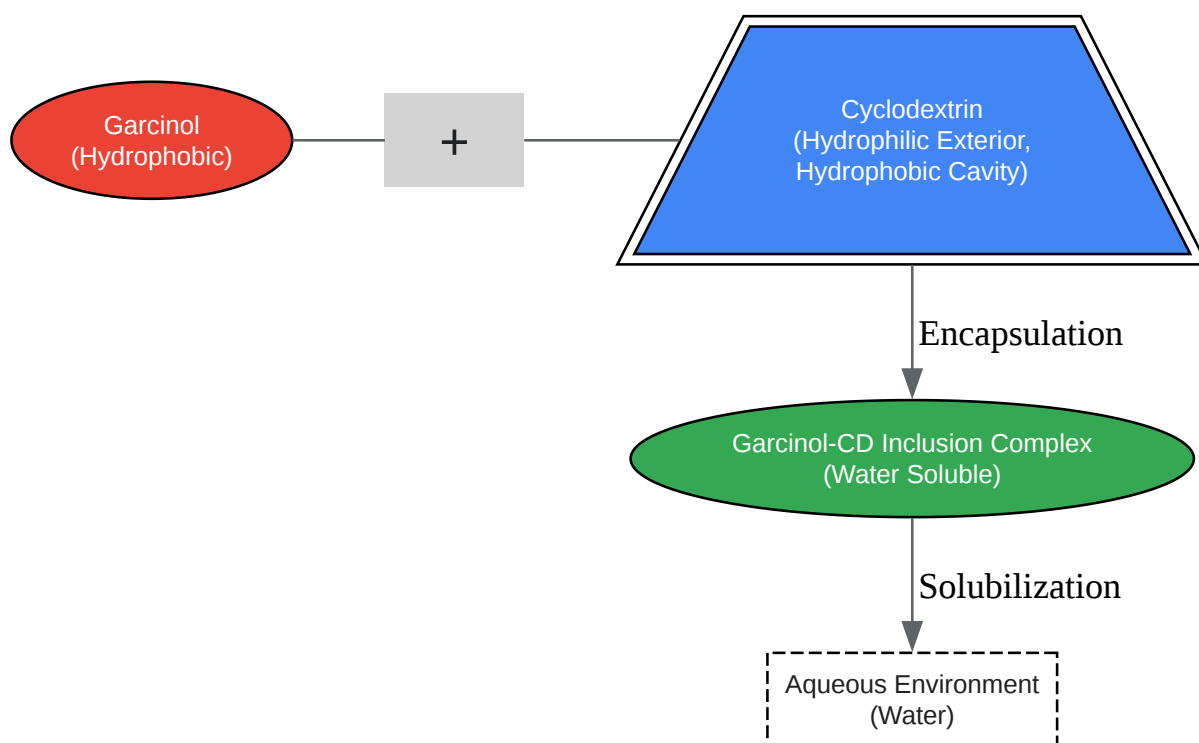 Garcinol
(Hydrophobic)
+
Cyclodextrin
(Hydrophilic Exterior,
Hydrophobic Cavity)
Encapsulation
Garcinol-CD Inclusion Complex
(Water Soluble)
Solubilization
Aqueous Environment
(Water)